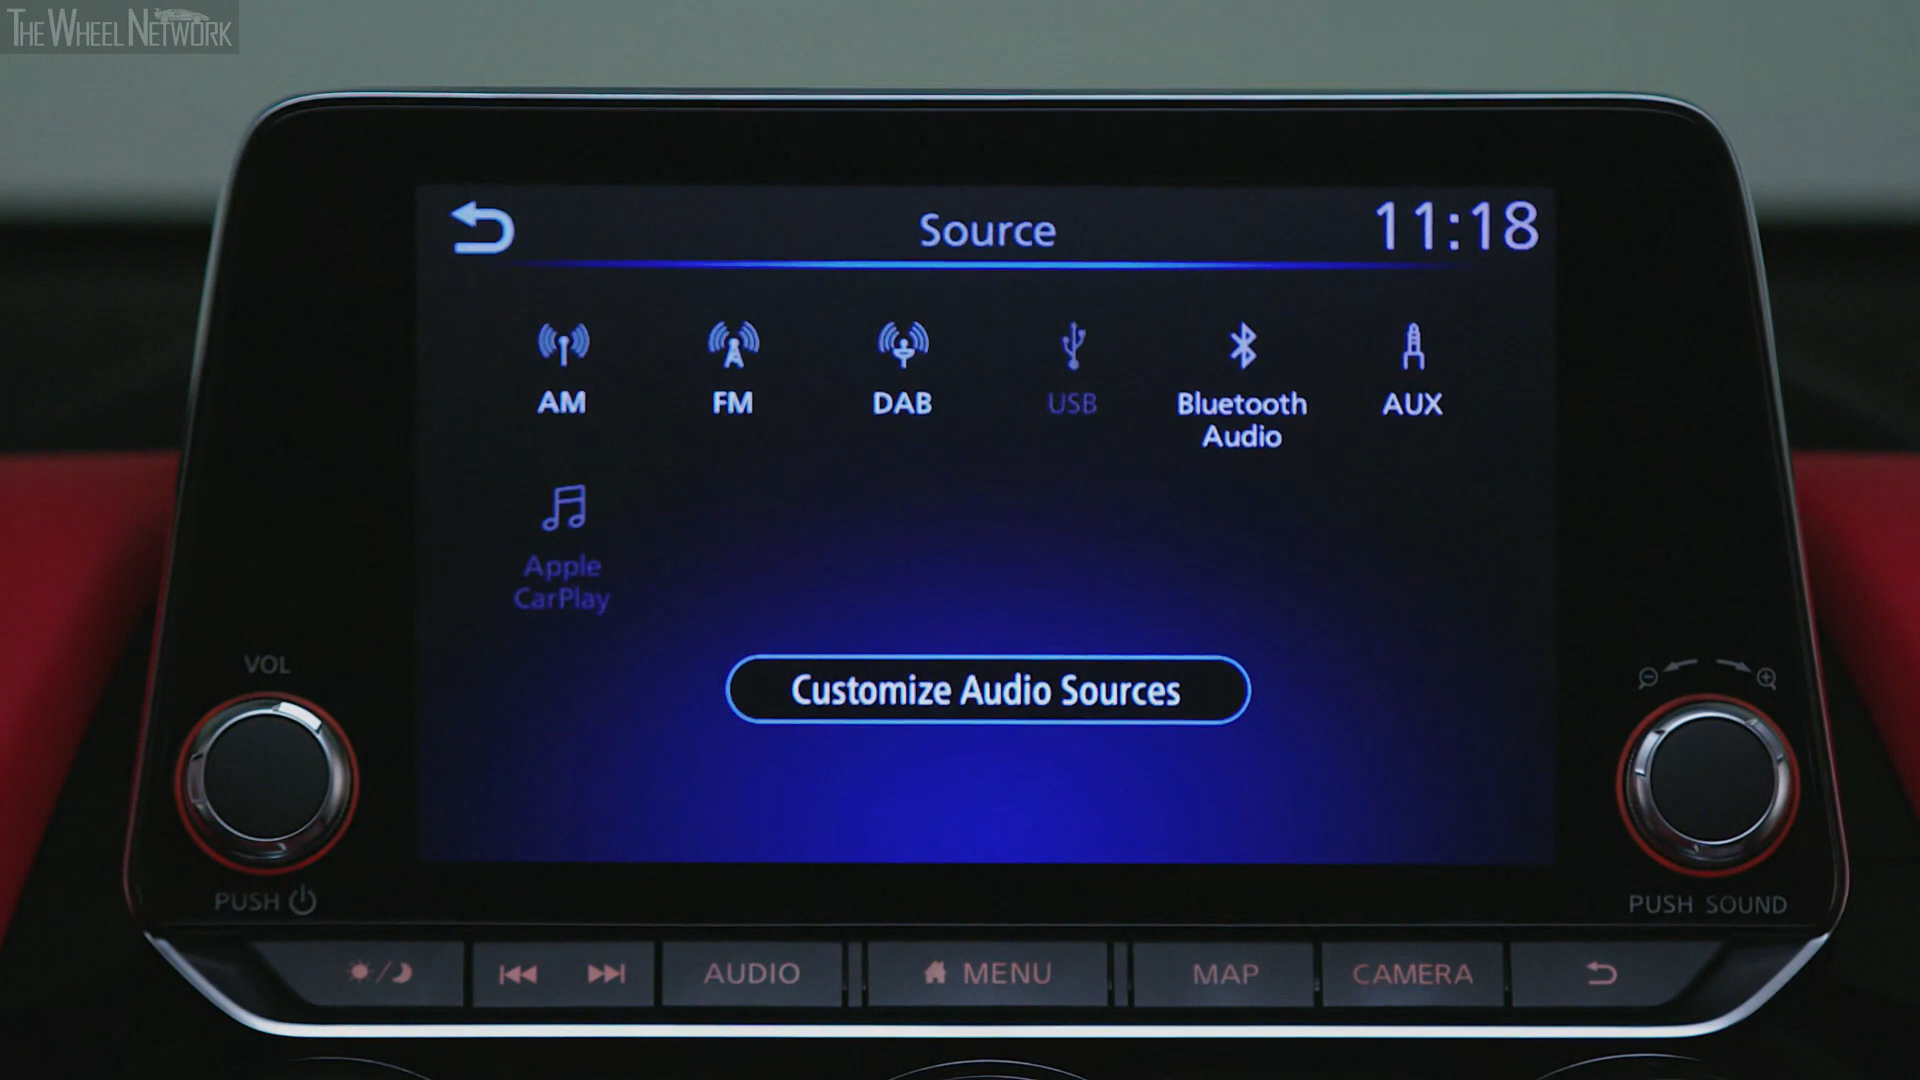 THE WHEEL NETWORK
Source
11:18
AM
FM
DAB
USB
Bluetooth
Audio
AUX
Apple
CarPlay
Customize Audio Sources
VOL
PUSH
PUSH SOUND
AUDIO
MENU
MAP
CAMERA